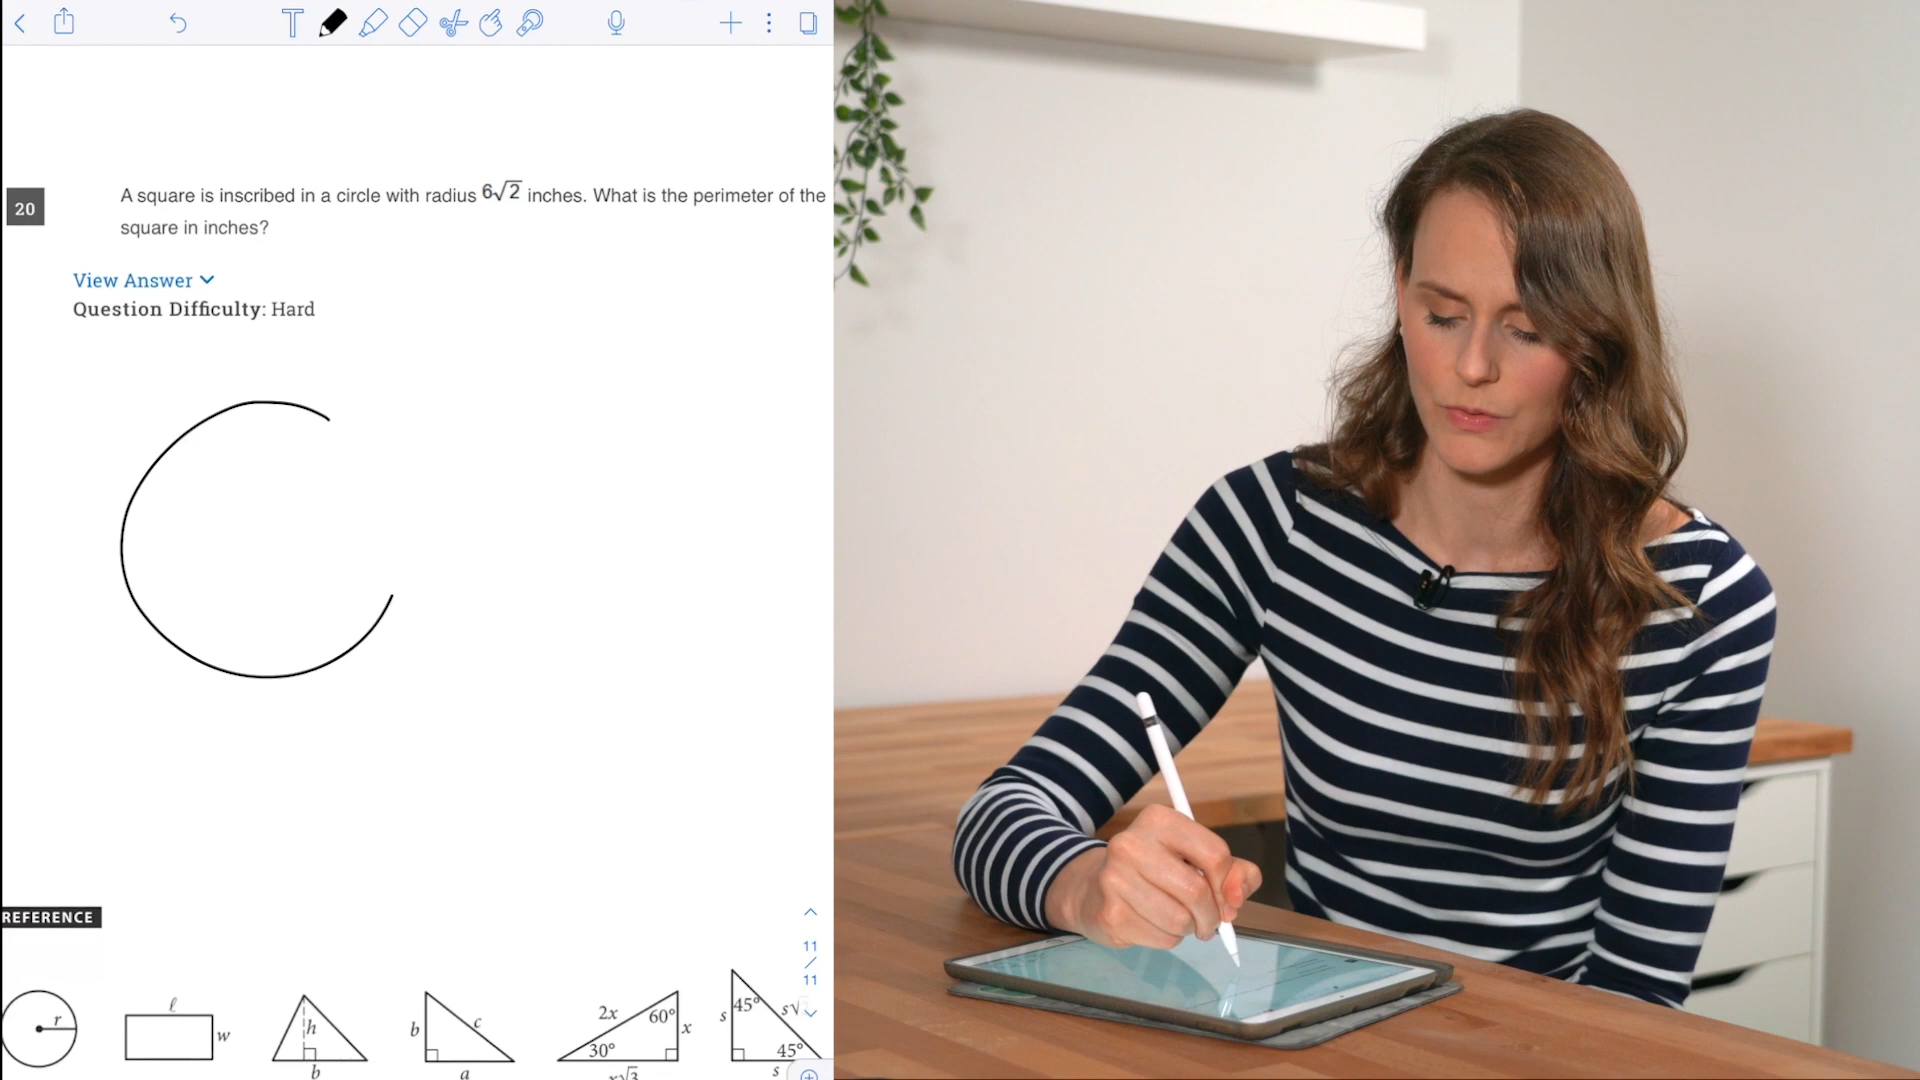 20
A square is inscribed in a circle with radius 6√2 inches. What is the perimeter of the
square in inches?
View Answer
Question Difficulty: Hard
REFERENCE
11
/
11
r
ℓ
w
h
b
b
c
a
2x
60°
x
30°
x√3
s
45°
s√
45°
s